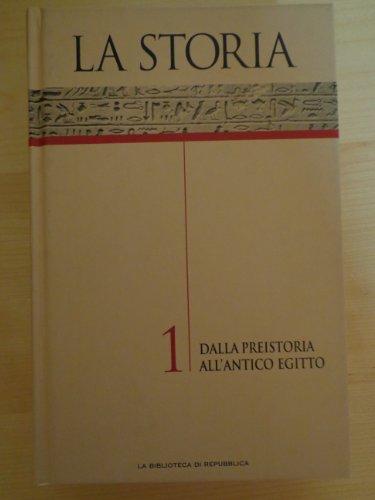 LA STORIA
1
DALLA PREISTORIA
ALL'ANTICO EGITTO
LA BIBLIOTECA DI REPUBBLICA